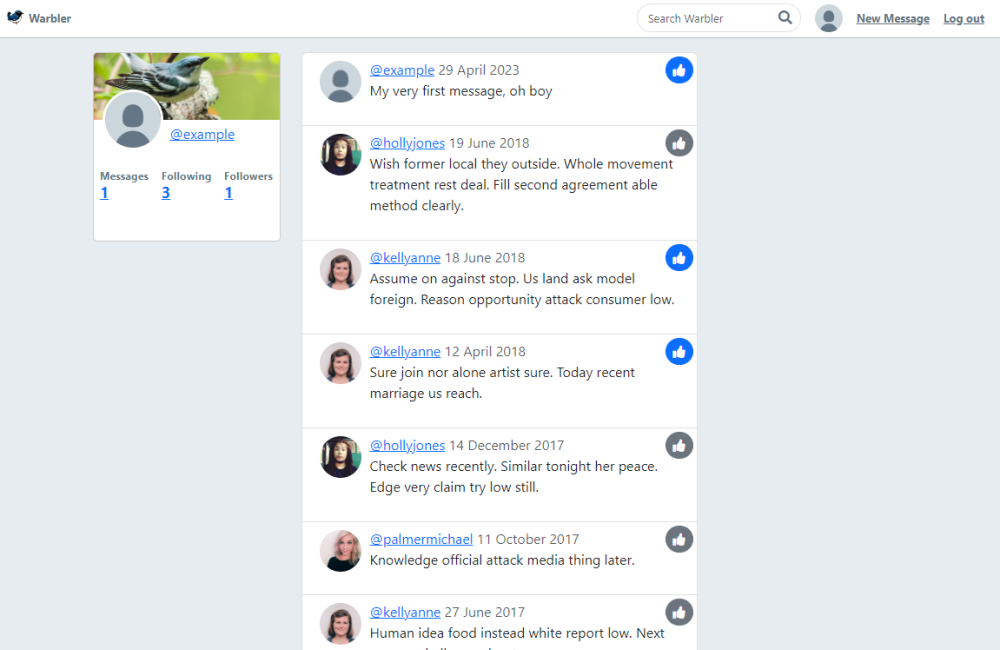 Warbler
Search Warbler
New Message
Log out
@example
Messages Following Followers
1 3 1
@example 29 April 2023
My very first message, oh boy
@hollyjones 19 June 2018
Wish former local they outside. Whole movement
treatment rest deal. Fill second agreement able
method clearly.
@kellyanne 18 June 2018
Assume on against stop. Us land ask model
foreign. Reason opportunity attack consumer low.
@kellyanne 12 April 2018
Sure join nor alone artist sure. Today recent
marriage us reach.
@hollyjones 14 December 2017
Check news recently. Similar tonight her peace.
Edge very claim try low still.
@palmermichael 11 October 2017
Knowledge official attack media thing later.
@kellyanne 27 June 2017
Human idea food instead white report low. Next